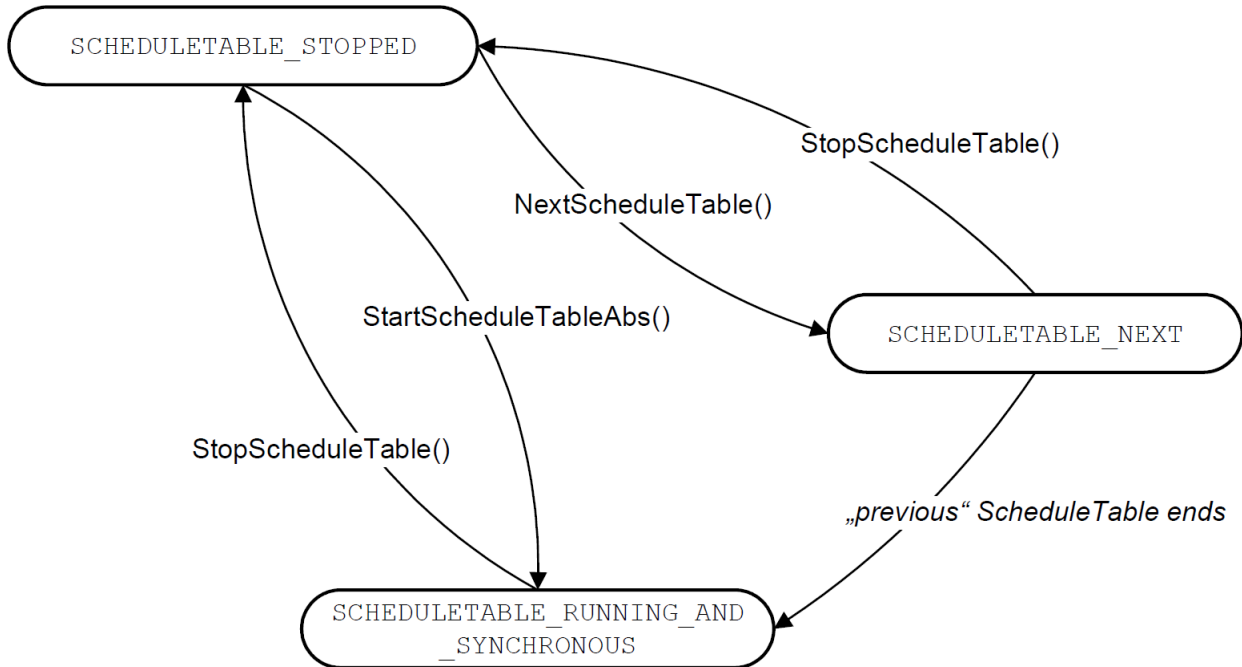 SCHEDULETABLE_STOPPED
StopScheduleTable()
NextScheduleTable()
StartScheduleTableAbs()
SCHEDULETABLE_NEXT
StopScheduleTable()
„previous“ ScheduleTable ends
SCHEDULETABLE_RUNNING_AND
_SYNCHRONOUS